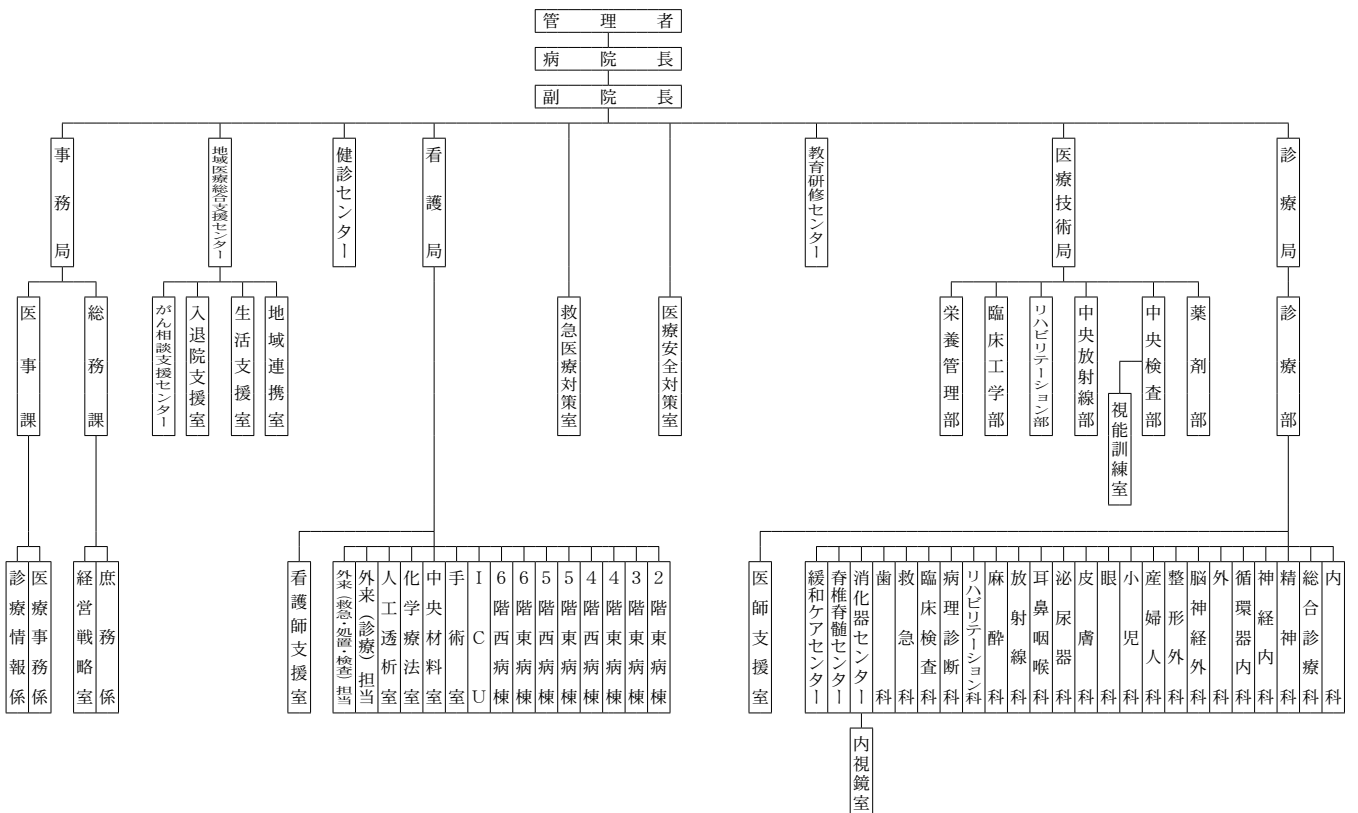 管理者
病院長
副院長
診療局
医療技術局
教育研修センター
看護局
健診センター
地域医療総合支援センター
事務局
診療部
薬剤部
中央検査部
視能訓練室
中央放射線部
リハビリテーション部
臨床工学部
栄養管理部
医療安全対策室
救急医療対策室
地域連携室
生活支援室
入退院支援室
がん相談支援センター
総務課
医事課
内科
総合診療科
精神科
神経内科
循環器内科
外科
脳神経外科
整形外科
産婦人科
小児科
眼科
皮膚科
泌尿器科
耳鼻咽喉科
放射線科
麻酔科
リハビリテーション科
病理診断科
臨床検査科
救急科
歯科
消化器センター
脊椎脊髄センター
緩和ケアセンター
医師支援室
2階東病棟
3階東病棟
4階東病棟
4階西病棟
5階東病棟
5階西病棟
6階東病棟
6階西病棟
ICU
手術室
中央材料室
化学療法室
人工透析室
外来(診療)担当
外来(救急・処置・検査)担当
看護師支援室
庶務係
経営戦略室
医療事務係
診療情報係
内視鏡室